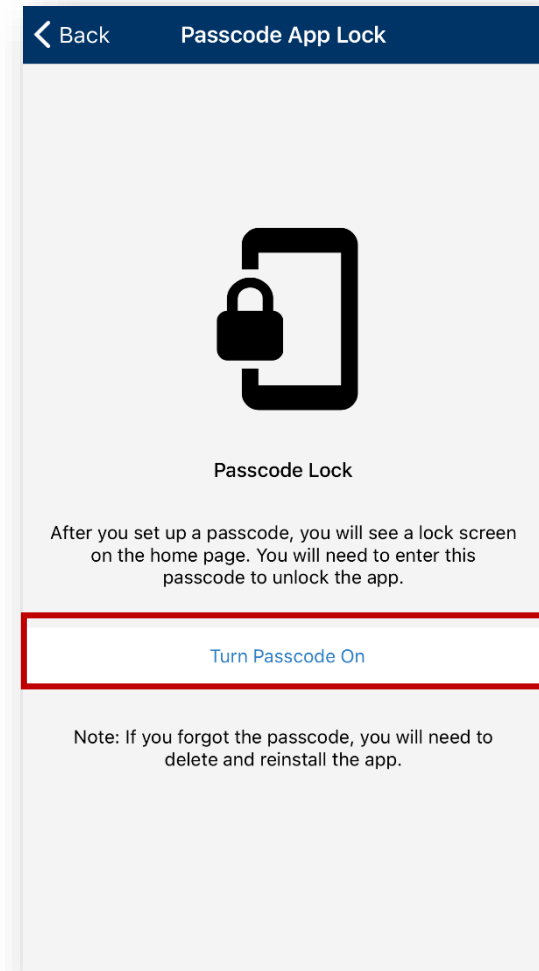 Back
Passcode App Lock
Passcode Lock
After you set up a passcode, you will see a lock screen
on the home page. You will need to enter this
passcode to unlock the app.
Turn Passcode On
Note: If you forgot the passcode, you will need to
delete and reinstall the app.